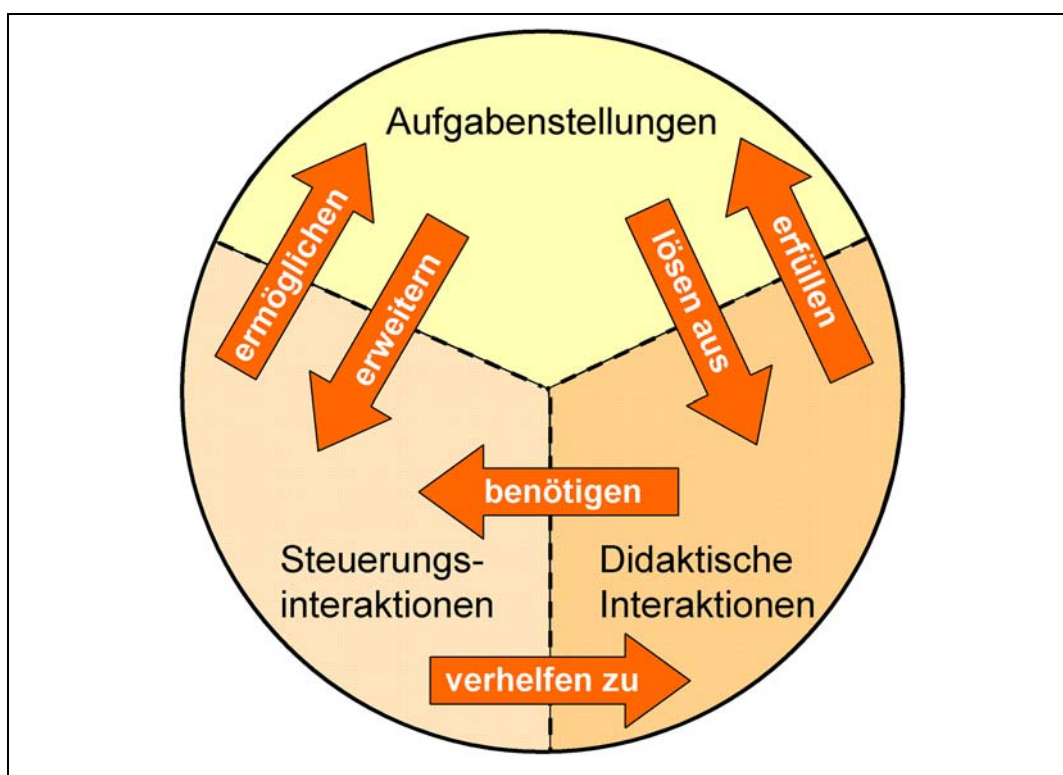 Aufgabenstellungen
ermöglichen
erweitern
lösen aus
erfüllen
benötigen
Steuerungs-
interaktionen
Didaktische
Interaktionen
verhelfen zu